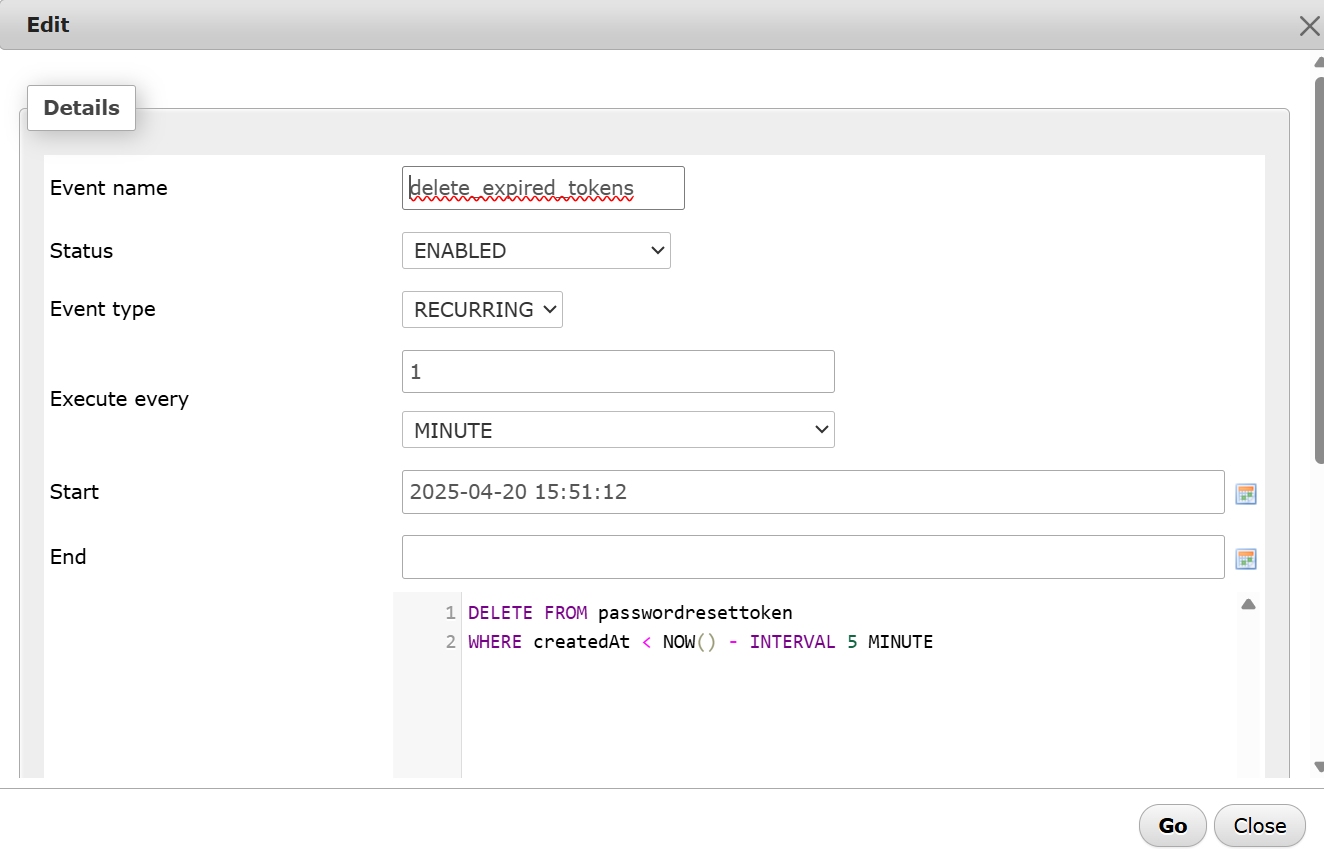 Edit
Details
Event name
delete_expired_tokens
Status
ENABLED
Event type
RECURRING
Execute every
1
MINUTE
Start
2025-04-20 15:51:12
End
1 DELETE FROM passwordresettoken
2 WHERE createdAt < NOW() - INTERVAL 5 MINUTE
Go Close